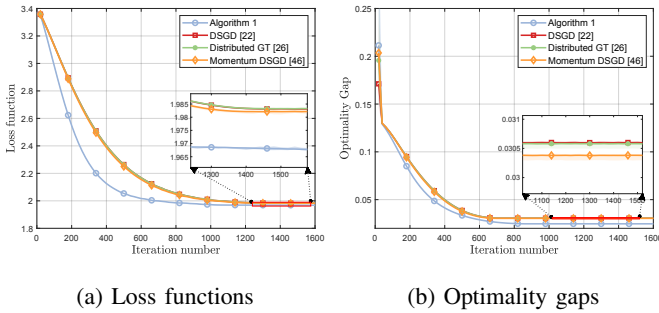 3.4
3.2
3
2.8
2.6
2.4
2.2
2
1.8
Loss function
0 200 400 600 800 1000 1200 1400 1600
Iteration number
Algorithm 1
DSGD [22]
Distributed GT [26]
Momentum DSGD [46]
1.985
1.98
1.975
1.97
1.965
1300 1400 1500
(a) Loss functions
0.25
0.2
0.15
0.1
0.05
Optimality Gap
0 200 400 600 800 1000 1200 1400 1600
Iteration number
Algorithm 1
DSGD [22]
Distributed GT [26]
Momentum DSGD [46]
0.031
0.0305
0.03
1100 1200 1300 1400 1500
(b) Optimality gaps